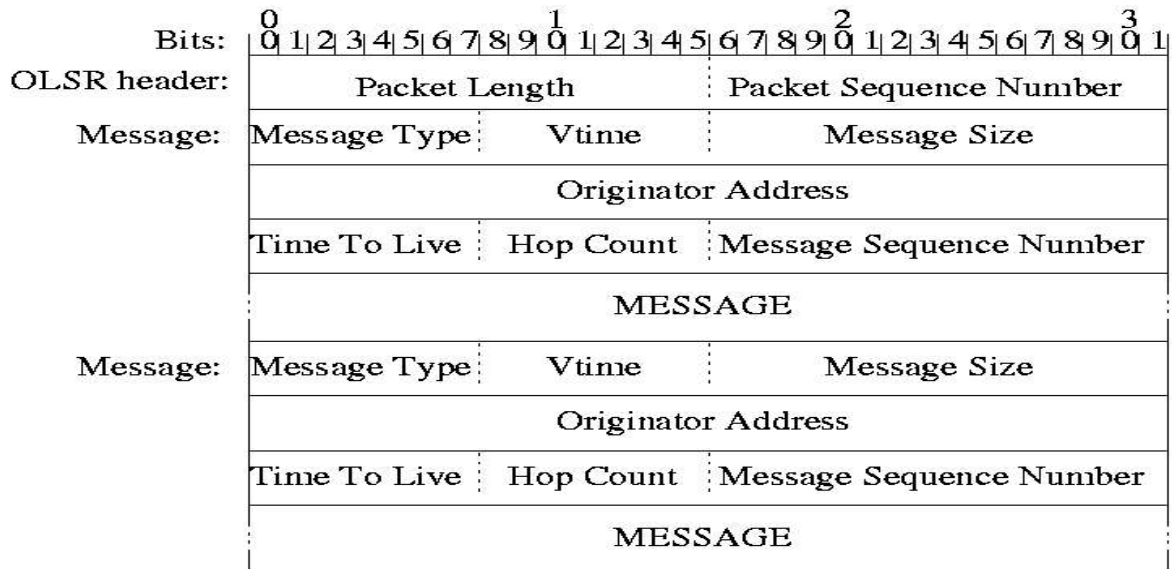 0 1 2 3
Bits: 0 1 2 3 4 5 6 7 8 9 0 1 2 3 4 5 6 7 8 9 0 1 2 3 4 5 6 7 8 9 0 1
OLSR header: Packet Length Packet Sequence Number
Message: Message Type Vtime Message Size
Originator Address
Time To Live Hop Count Message Sequence Number
MESSAGE
Message: Message Type Vtime Message Size
Originator Address
Time To Live Hop Count Message Sequence Number
MESSAGE